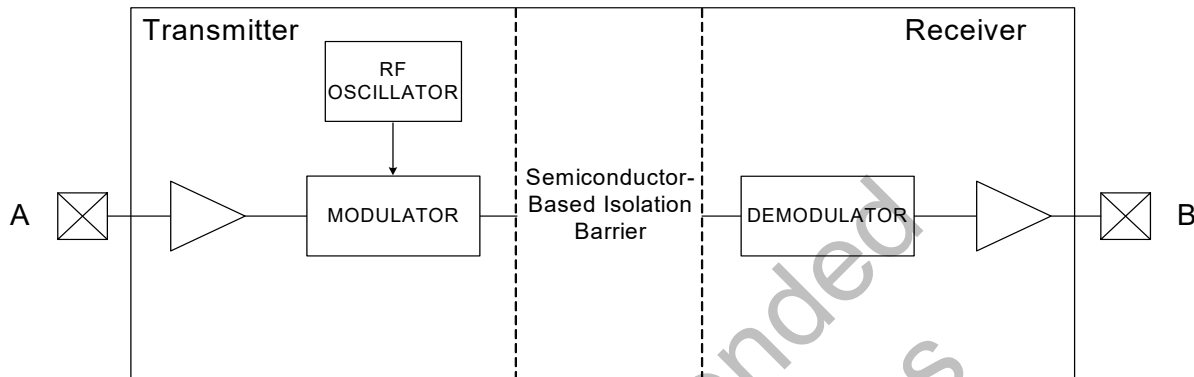 Transmitter
Receiver
RF
OSCILLATOR
A
MODULATOR
Semiconductor-
Based Isolation
Barrier
DEMODULATOR
B